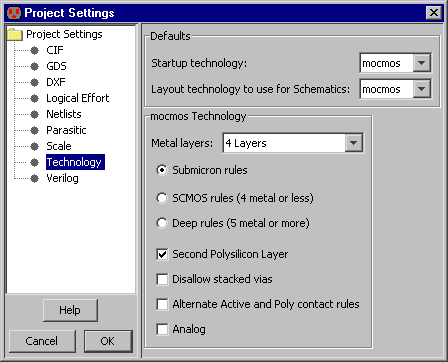 Project Settings
Project Settings
CIF
GDS
DXF
Logical Effort
Netlists
Parasitic
Scale
Technology
Verilog
Help
Cancel
OK
Defaults
Startup technology:
mocmos
Layout technology to use for Schematics:
mocmos
mocmos Technology
Metal layers:
4 Layers
Submicron rules
SCMOS rules (4 metal or less)
Deep rules (5 metal or more)
Second Polysilicon Layer
Disallow stacked vias
Alternate Active and Poly contact rules
Analog